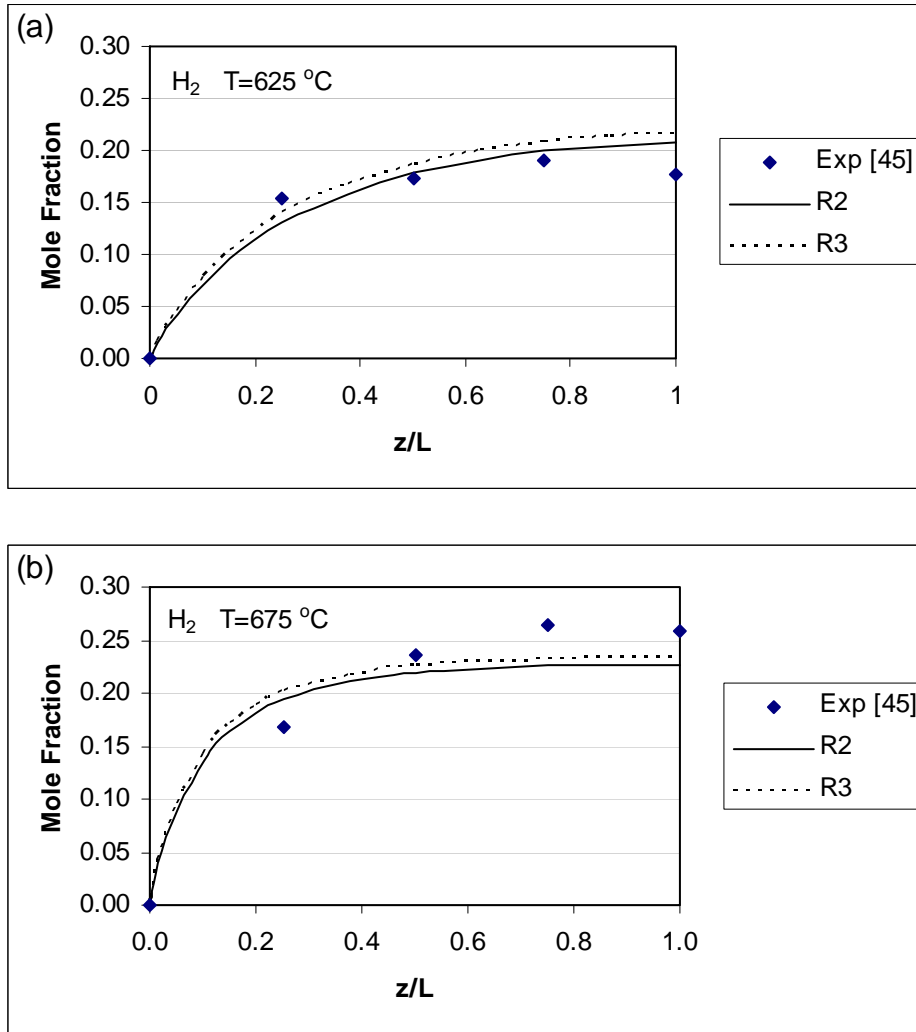 (a)
0.30
0.25
0.20
0.15
0.10
0.05
0.00
Mole Fraction
H2 T=625 °C
0 0.2 0.4 0.6 0.8 1
z/L
Exp [45]
R2
R3
(b)
0.30
0.25
0.20
0.15
0.10
0.05
0.00
Mole Fraction
H2 T=675 °C
0.0 0.2 0.4 0.6 0.8 1.0
z/L
Exp [45]
R2
R3